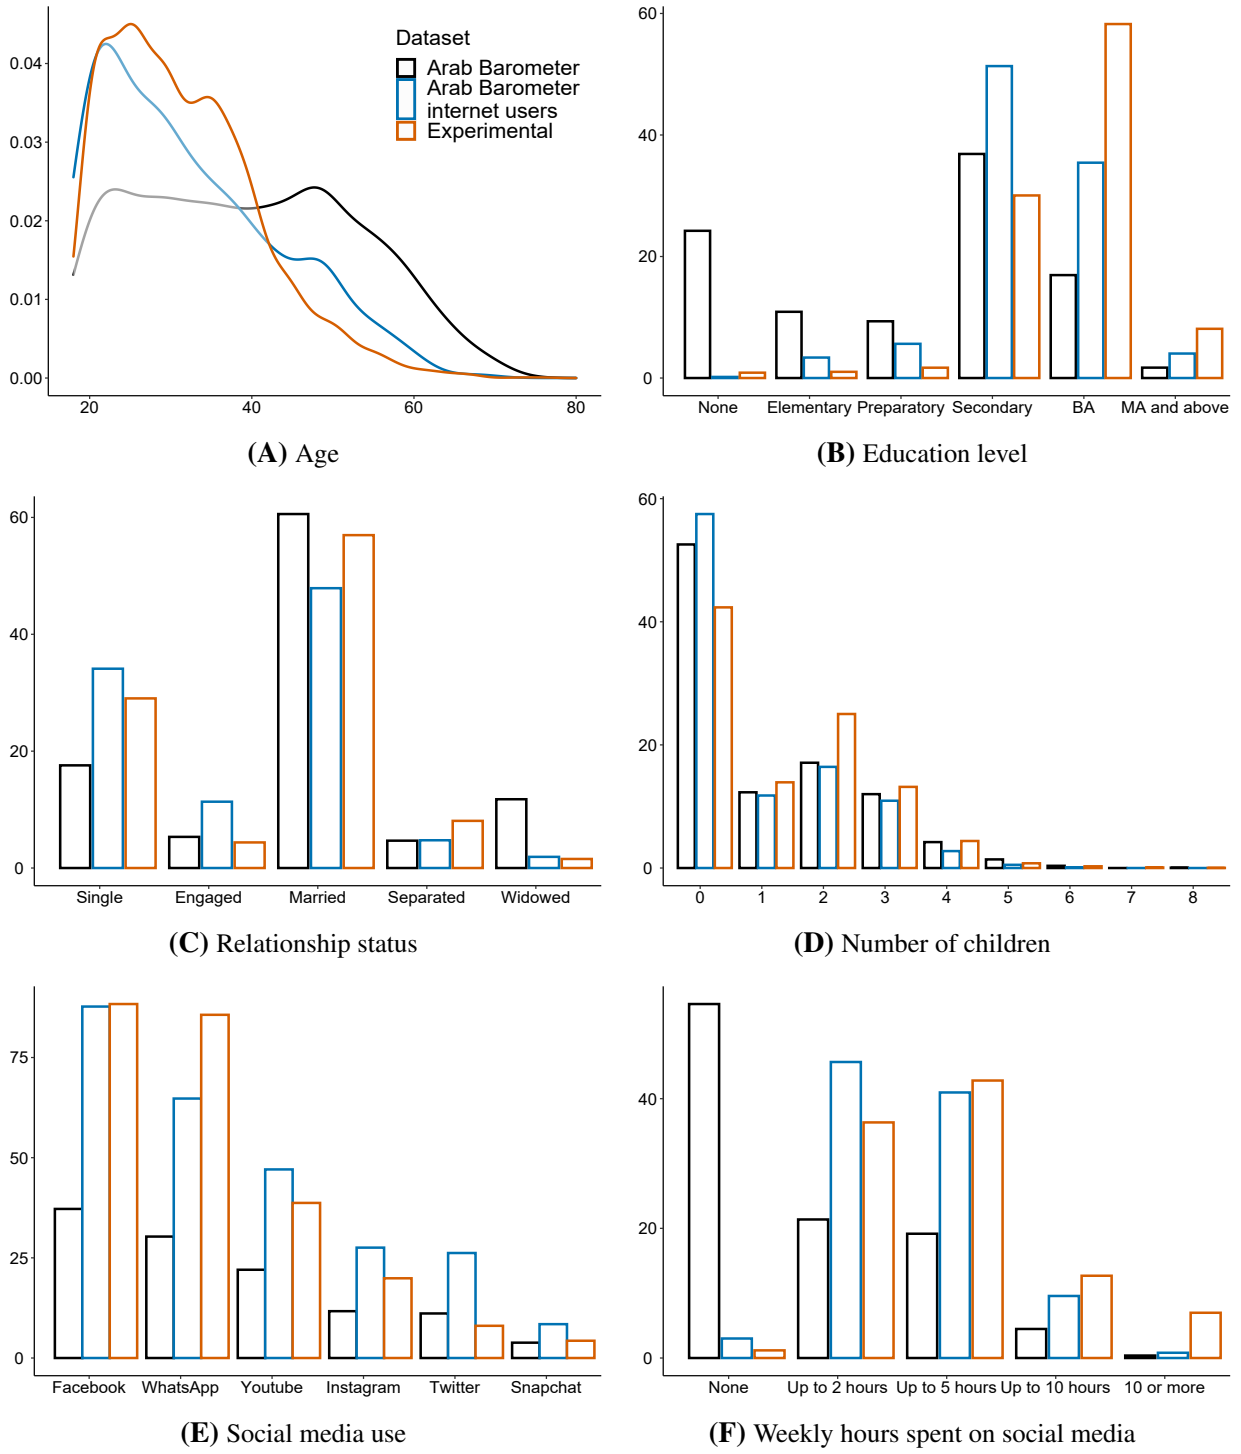 Dataset
Arab Barometer
Arab Barometer
internet users
Experimental
0.04
0.03
0.02
0.01
0.00
20 40 60 80
(A) Age
60
40
20
0
None Elementary Preparatory Secondary BA MA and above
(B) Education level
60
40
20
0
Single Engaged Married Separated Widowed
(C) Relationship status
60
40
20
0
0 1 2 3 4 5 6 7 8
(D) Number of children
75
50
25
0
Facebook WhatsApp Youtube Instagram Twitter Snapchat
(E) Social media use
40
20
0
None Up to 2 hours Up to 5 hours Up to 10 hours 10 or more
(F) Weekly hours spent on social media